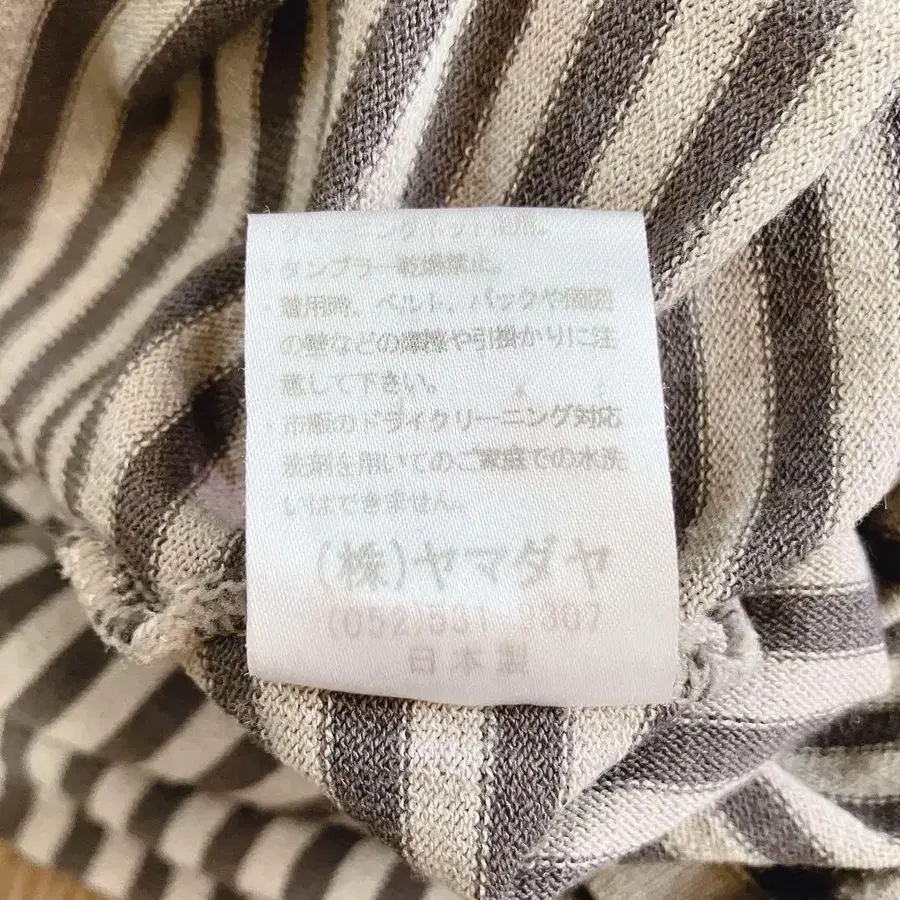 ・タンブラー乾燥禁止。
・着用時、ベルト、バックや周囲
の壁などの摩擦や引掛かりに注
意して下さい。
・市販のドライクリーニング対応
洗剤を用いてのご家庭での水洗
いはできません。
(株)ヤマダヤ
(052)531-
日本製